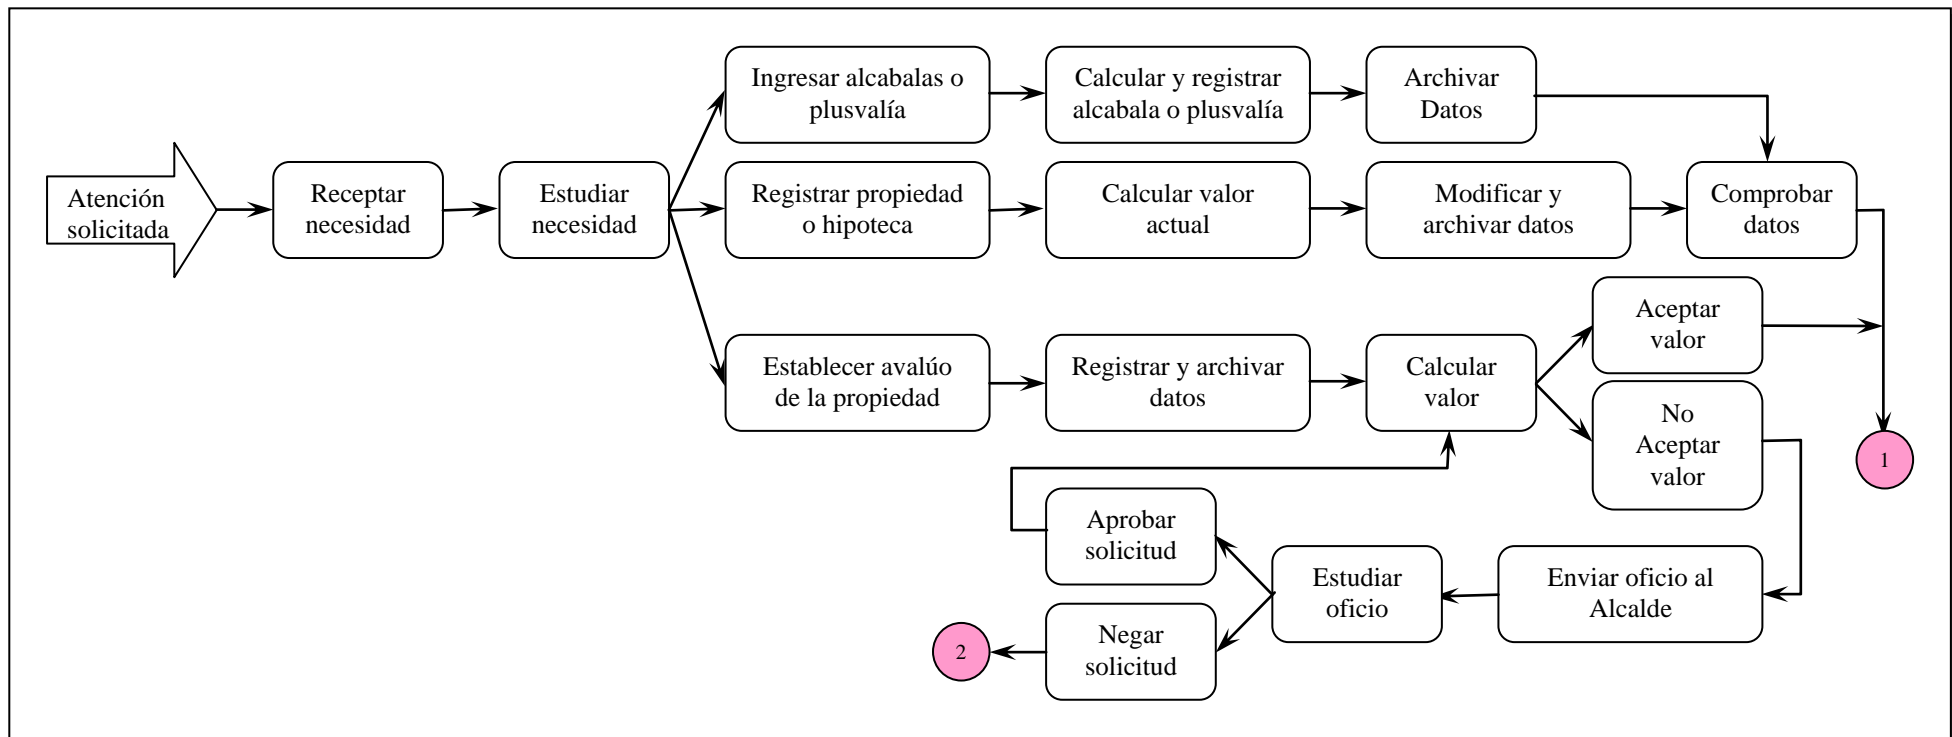 Atención
solicitada
Receptar
necesidad
Estudiar
necesidad
Ingresar alcabalas o
plusvalía
Calcular y registrar
alcabala o plusvalía
Archivar
Datos
Registrar propiedad
o hipoteca
Calcular valor
actual
Modificar y
archivar datos
Comprobar
datos
Establecer avalúo
de la propiedad
Registrar y archivar
datos
Calcular
valor
Aceptar
valor
No
Aceptar
valor
1
Aprobar
solicitud
Estudiar
oficio
Enviar oficio al
Alcalde
Negar
solicitud
2